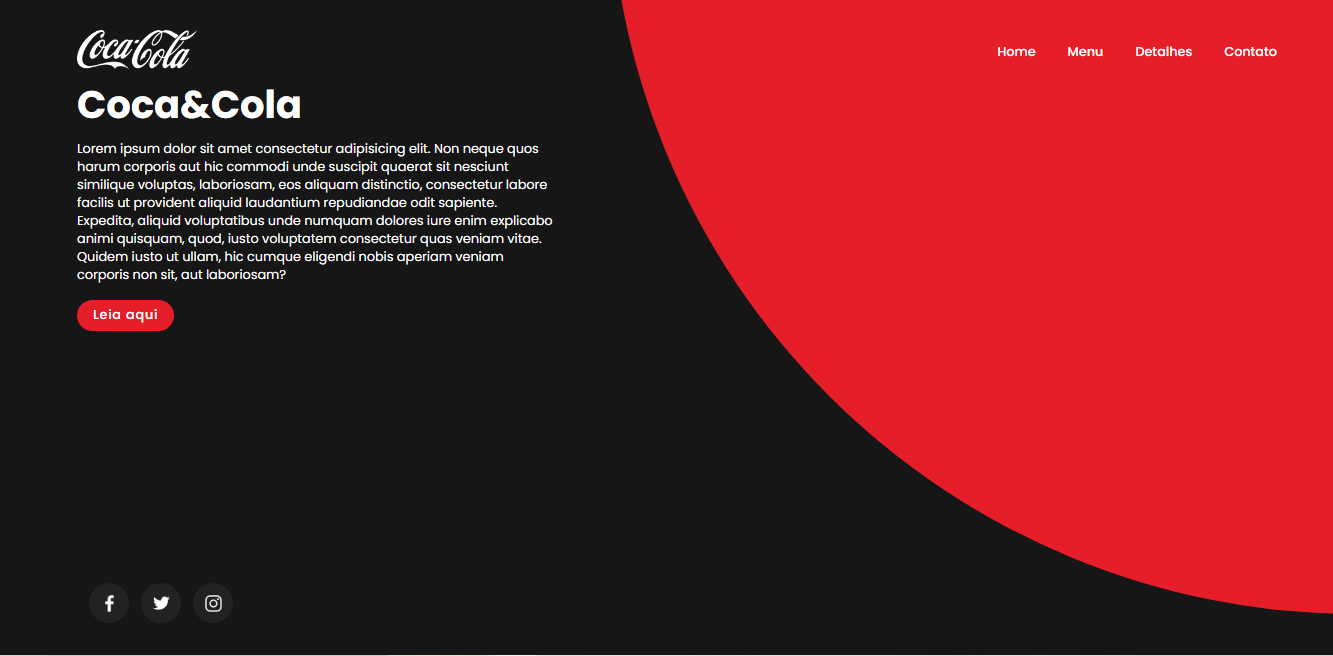 Coca-Cola
Home Menu Detalhes Contato
Coca&Cola
Lorem ipsum dolor sit amet consectetur adipisicing elit. Non neque quos
harum corporis aut hic commodi unde suscipit quaerat sit nesciunt
similique voluptas, laboriosam, eos aliquam distinctio, consectetur labore
facilis ut provident aliquid laudantium repudiandae odit sapiente.
Expedita, aliquid voluptatibus unde numquam dolores iure enim explicabo
animi quisquam, quod, iusto voluptatem consectetur quas veniam vitae.
Quidem iusto ut ullam, hic cumque eligendi nobis aperiam veniam
corporis non sit, aut laboriosam?
Leia aqui